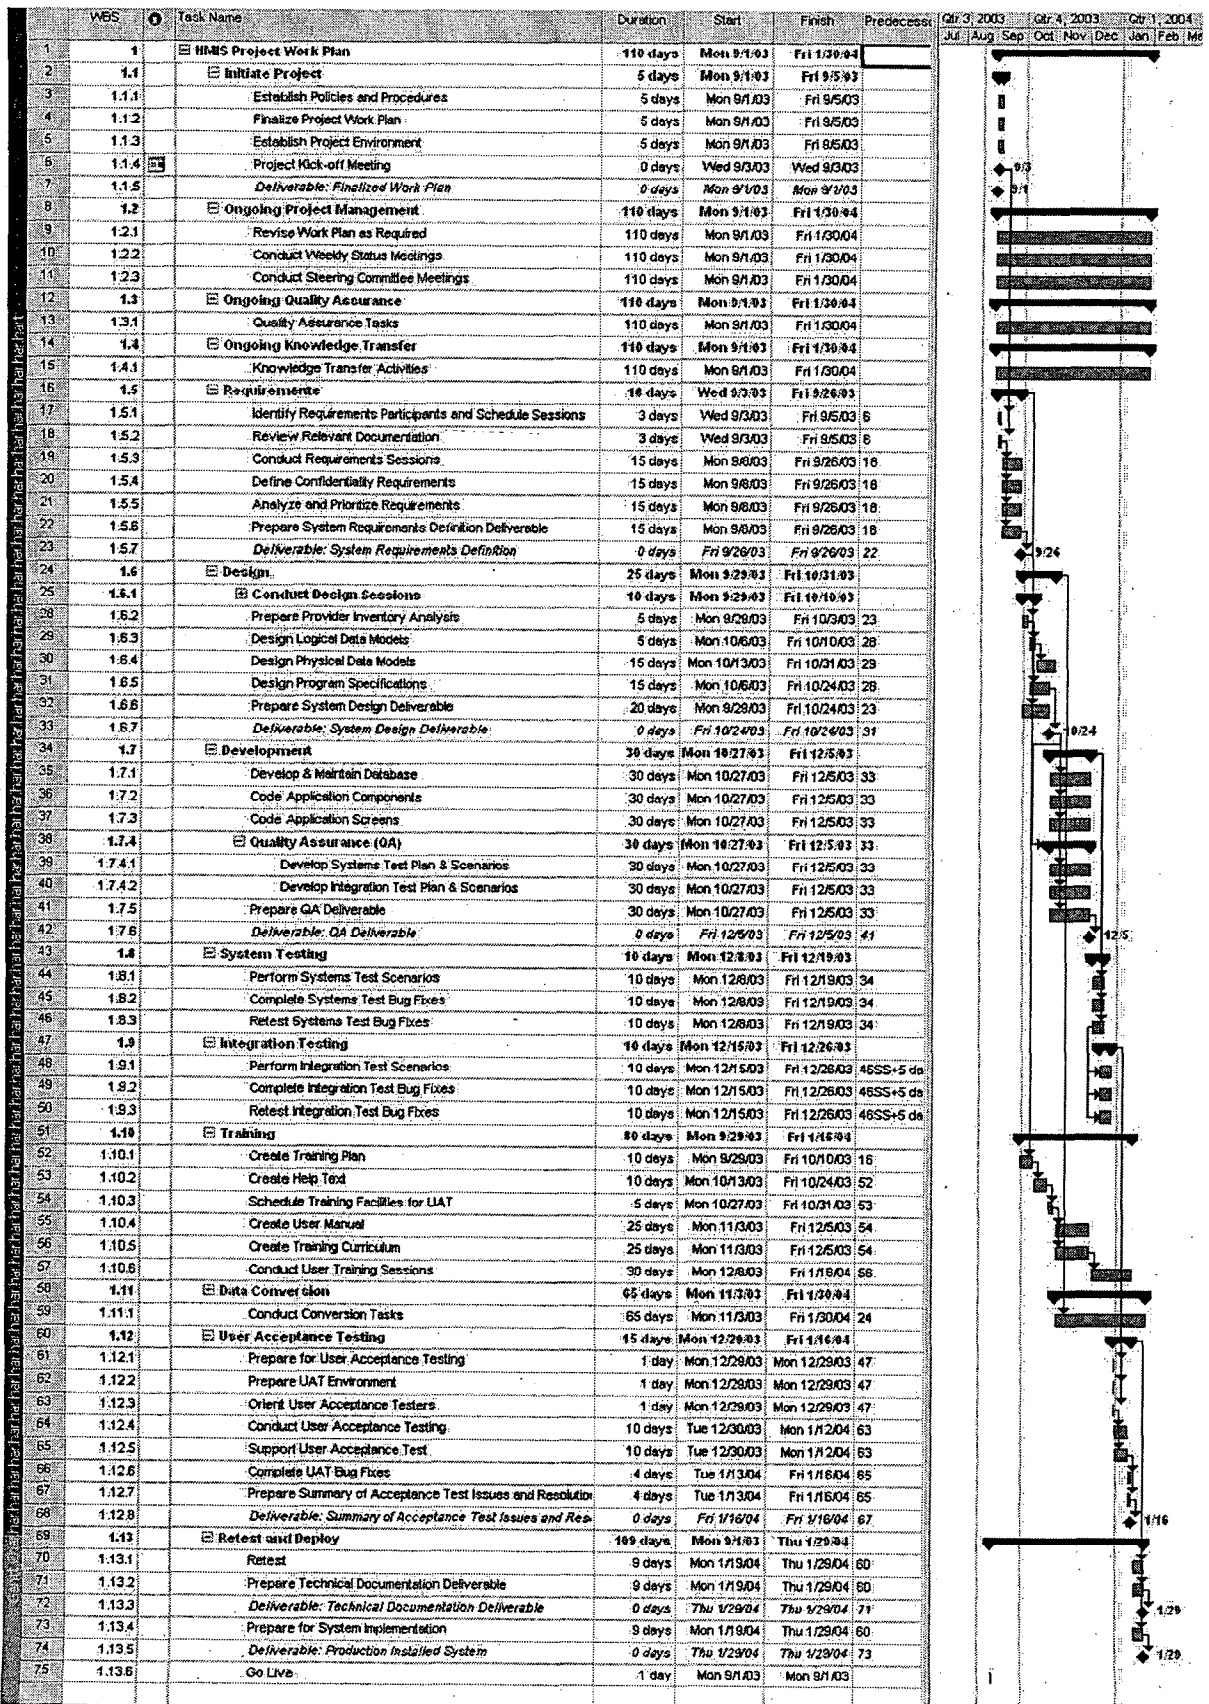 WBS Task Name Duration Start Finish Predecess Qtr 3, 2003 Qtr 4, 2003 Qtr 1, 2004
Jul Aug Sep Oct Nov Dec Jan Feb Ma
1 1 HMIS Project Work Plan 110 days Mon 9/1/03 Fri 1/30/04
2 1.1 Initiate Project 5 days Mon 9/1/03 Fri 9/5/03
3 1.1.1 Establish Policies and Procedures 5 days Mon 9/1/03 Fri 9/5/03
4 1.1.2 Finalize Project Work Plan 5 days Mon 9/1/03 Fri 9/5/03
5 1.1.3 Establish Project Environment 5 days Mon 9/1/03 Fri 9/5/03
6 1.1.4 Project Kick-off Meeting 0 days Wed 9/3/03 Wed 9/3/03 9/3
7 1.1.5 Deliverable: Finalized Work Plan 0 days Mon 9/1/03 Mon 9/1/03 9/1
8 1.2 Ongoing Project Management 110 days Mon 9/1/03 Fri 1/30/04
9 1.2.1 Revise Work Plan as Required 110 days Mon 9/1/03 Fri 1/30/04
10 1.2.2 Conduct Weekly Status Meetings 110 days Mon 9/1/03 Fri 1/30/04
11 1.2.3 Conduct Steering Committee Meetings 110 days Mon 9/1/03 Fri 1/30/04
12 1.3 Ongoing Quality Assurance 110 days Mon 9/1/03 Fri 1/30/04
13 1.3.1 Quality Assurance Tasks 110 days Mon 9/1/03 Fri 1/30/04
14 1.4 Ongoing Knowledge Transfer 110 days Mon 9/1/03 Fri 1/30/04
15 1.4.1 Knowledge Transfer Activities 110 days Mon 9/1/03 Fri 1/30/04
16 1.5 Requirements 18 days Wed 9/3/03 Fri 9/26/03
17 1.5.1 Identify Requirements Participants and Schedule Sessions 3 days Wed 9/3/03 Fri 9/5/03 6
18 1.5.2 Review Relevant Documentation 3 days Wed 9/3/03 Fri 9/5/03 6
19 1.5.3 Conduct Requirements Sessions 15 days Mon 9/8/03 Fri 9/26/03 18
20 1.5.4 Define Confidentiality Requirements 15 days Mon 9/8/03 Fri 9/26/03 18
21 1.5.5 Analyze and Prioritize Requirements 15 days Mon 9/8/03 Fri 9/26/03 18
22 1.5.6 Prepare System Requirements Definition Deliverable 15 days Mon 9/8/03 Fri 9/26/03 18
23 1.5.7 Deliverable: System Requirements Definition 0 days Fri 9/26/03 Fri 9/26/03 22 9/26
24 1.6 Design 25 days Mon 9/29/03 Fri 10/31/03
25 1.6.1 Conduct Design Sessions 10 days Mon 9/29/03 Fri 10/10/03
28 1.6.2 Prepare Provider Inventory Analysis 5 days Mon 9/29/03 Fri 10/3/03 23
29 1.6.3 Design Logical Data Models 5 days Mon 10/6/03 Fri 10/10/03 28
30 1.6.4 Design Physical Data Models 15 days Mon 10/13/03 Fri 10/31/03 29
31 1.6.5 Design Program Specifications 15 days Mon 10/6/03 Fri 10/24/03 28
32 1.6.6 Prepare System Design Deliverable 20 days Mon 9/29/03 Fri 10/24/03 23
33 1.6.7 Deliverable: System Design Deliverable 0 days Fri 10/24/03 Fri 10/24/03 31 10/24
34 1.7 Development 30 days Mon 10/27/03 Fri 12/5/03
35 1.7.1 Develop & Maintain Database 30 days Mon 10/27/03 Fri 12/5/03 33
36 1.7.2 Code Application Components 30 days Mon 10/27/03 Fri 12/5/03 33
37 1.7.3 Code Application Screens 30 days Mon 10/27/03 Fri 12/5/03 33
38 1.7.4 Quality Assurance (QA) 30 days Mon 10/27/03 Fri 12/5/03 33
39 1.7.4.1 Develop Systems Test Plan & Scenarios 30 days Mon 10/27/03 Fri 12/5/03 33
40 1.7.4.2 Develop Integration Test Plan & Scenarios 30 days Mon 10/27/03 Fri 12/5/03 33
41 1.7.5 Prepare QA Deliverable 30 days Mon 10/27/03 Fri 12/5/03 33
42 1.7.6 Deliverable: QA Deliverable 0 days Fri 12/5/03 Fri 12/5/03 41 12/5
43 1.8 System Testing 10 days Mon 12/8/03 Fri 12/19/03
44 1.8.1 Perform Systems Test Scenarios 10 days Mon 12/8/03 Fri 12/19/03 34
45 1.8.2 Complete Systems Test Bug Fixes 10 days Mon 12/8/03 Fri 12/19/03 34
46 1.8.3 Retest Systems Test Bug Fixes 10 days Mon 12/8/03 Fri 12/19/03 34
47 1.9 Integration Testing 10 days Mon 12/15/03 Fri 12/26/03
48 1.9.1 Perform Integration Test Scenarios 10 days Mon 12/15/03 Fri 12/26/03 46SS+5 da
49 1.9.2 Complete Integration Test Bug Fixes 10 days Mon 12/15/03 Fri 12/26/03 46SS+5 da
50 1.9.3 Retest Integration Test Bug Fixes 10 days Mon 12/15/03 Fri 12/26/03 46SS+5 da
51 1.10 Training 80 days Mon 9/29/03 Fri 1/16/04
52 1.10.1 Create Training Plan 10 days Mon 9/29/03 Fri 10/10/03 16
53 1.10.2 Create Help Text 10 days Mon 10/13/03 Fri 10/24/03 52
54 1.10.3 Schedule Training Facilities for UAT 5 days Mon 10/27/03 Fri 10/31/03 53
55 1.10.4 Create User Manual 25 days Mon 11/3/03 Fri 12/5/03 54
56 1.10.5 Create Training Curriculum 25 days Mon 11/3/03 Fri 12/5/03 54
57 1.10.6 Conduct User Training Sessions 30 days Mon 12/8/03 Fri 1/16/04 56
58 1.11 Data Conversion 65 days Mon 11/3/03 Fri 1/30/04
59 1.11.1 Conduct Conversion Tasks 65 days Mon 11/3/03 Fri 1/30/04 24
60 1.12 User Acceptance Testing 15 days Mon 12/29/03 Fri 1/16/04
61 1.12.1 Prepare for User Acceptance Testing 1 day Mon 12/29/03 Mon 12/29/03 47
62 1.12.2 Prepare UAT Environment 1 day Mon 12/29/03 Mon 12/29/03 47
63 1.12.3 Orient User Acceptance Testers 1 day Mon 12/29/03 Mon 12/29/03 47
64 1.12.4 Conduct User Acceptance Testing 10 days Tue 12/30/03 Mon 1/12/04 63
65 1.12.5 Support User Acceptance Test 10 days Tue 12/30/03 Mon 1/12/04 63
66 1.12.6 Complete UAT Bug Fixes 4 days Tue 1/13/04 Fri 1/16/04 65
67 1.12.7 Prepare Summary of Acceptance Test Issues and Resolution 4 days Tue 1/13/04 Fri 1/16/04 65
68 1.12.8 Deliverable: Summary of Acceptance Test Issues and Res 0 days Fri 1/16/04 Fri 1/16/04 67 1/16
69 1.13 Retest and Deploy 109 days Mon 9/1/03 Thu 1/29/04
70 1.13.1 Retest 9 days Mon 1/19/04 Thu 1/29/04 60
71 1.13.2 Prepare Technical Documentation Deliverable 9 days Mon 1/19/04 Thu 1/29/04 60
72 1.13.3 Deliverable: Technical Documentation Deliverable 0 days Thu 1/29/04 Thu 1/29/04 71 1/29
73 1.13.4 Prepare for System Implementation 9 days Mon 1/19/04 Thu 1/29/04 60
74 1.13.5 Deliverable: Production Installed System 0 days Thu 1/29/04 Thu 1/29/04 73 1/29
75 1.13.6 Go Live 1 day Mon 9/1/03 Mon 9/1/03